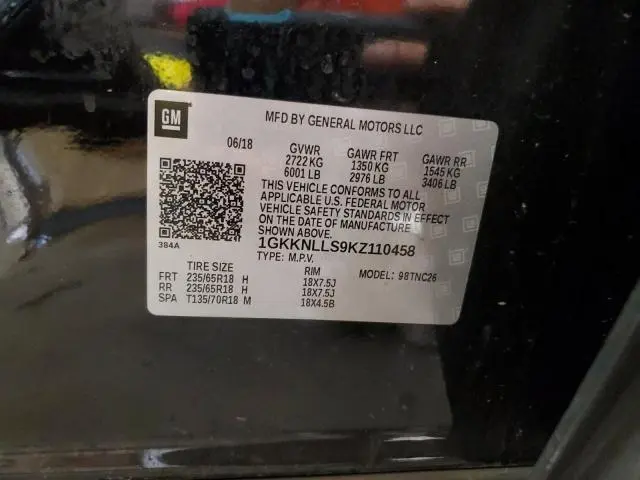 GM
MFD BY GENERAL MOTORS LLC
06/18 GVWR GAWR FRT GAWR RR
2722 KG 1350 KG 1545 KG
6001 LB 2976 LB 3406 LB
THIS VEHICLE CONFORMS TO ALL
APPLICABLE U.S. FEDERAL MOTOR
VEHICLE SAFETY STANDARDS IN EFFECT
ON THE DATE OF MANUFACTURE
SHOWN ABOVE.
384A
1GKKNLLS9KZ110458
TYPE: M.P.V. MODEL: 98TNC26
TIRE SIZE RIM
FRT 235/65R18 H 18X7.5J
RR 235/65R18 H 18X7.5J
SPA T135/70R18 M 18X4.5B